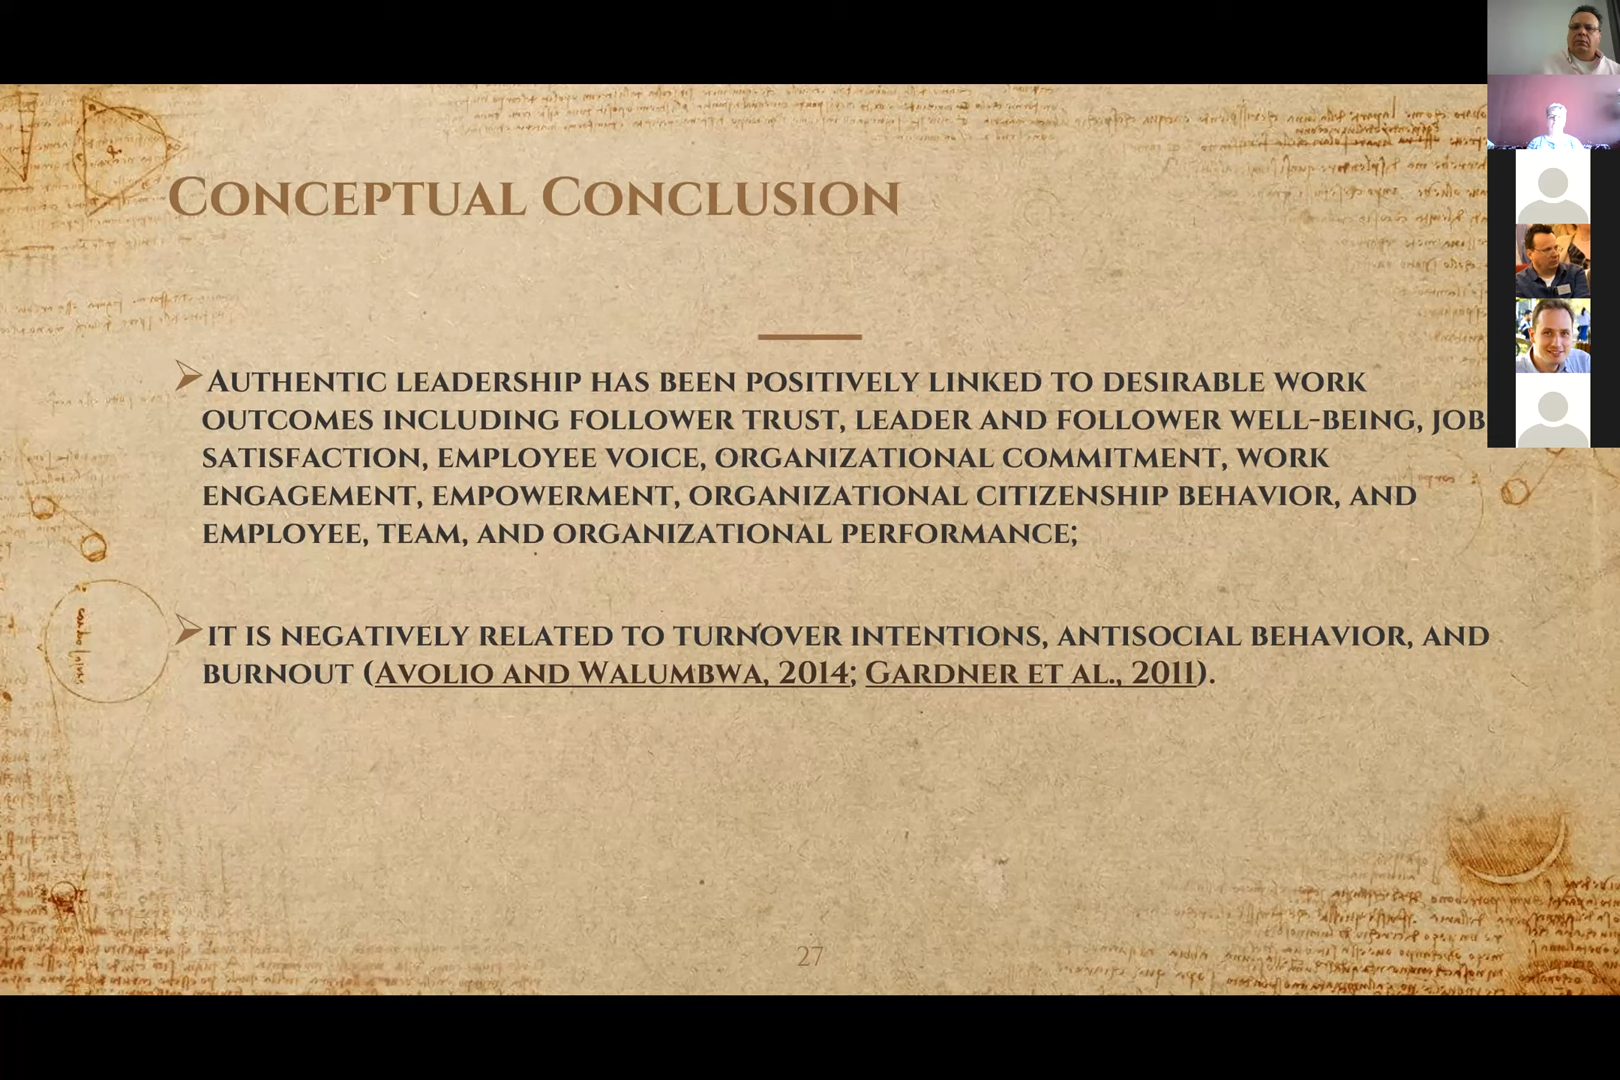 Conceptual Conclusion
➢Authentic leadership has been positively linked to desirable work
outcomes including follower trust, leader and follower well-being, job
satisfaction, employee voice, organizational commitment, work
engagement, empowerment, organizational citizenship behavior, and
employee, team, and organizational performance;
➢it is negatively related to turnover intentions, antisocial behavior, and
burnout (Avolio and Walumbwa, 2014; Gardner et al., 2011).
27